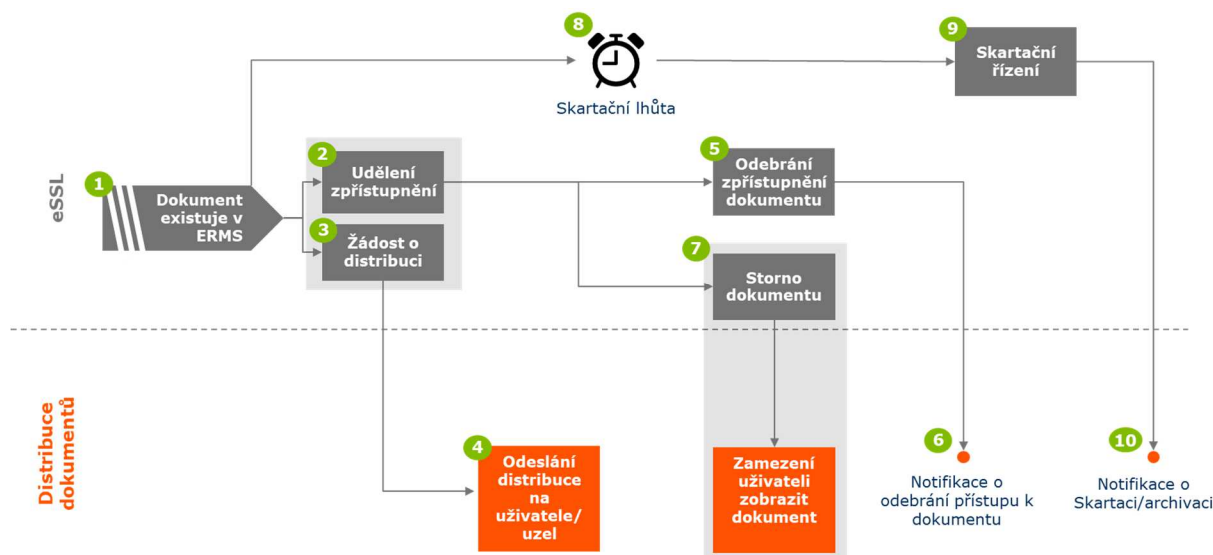 8
Skartační lhůta
9
Skartační
řízení
eSSL
1
Dokument
existuje v
ERMS
2
Udělení
zpřístupnění
3
Žádost o
distribuci
5
Odebrání
zpřístupnění
dokumentu
7
Storno
dokumentu
Distribuce
dokumentů
4
Odeslání
distribuce
na
uživatele/
uzel
Zamezení
uživateli
zobrazit
dokument
6
Notifikace o
odebrání přístupu k
dokumentu
10
Notifikace o
Skartaci/archivaci